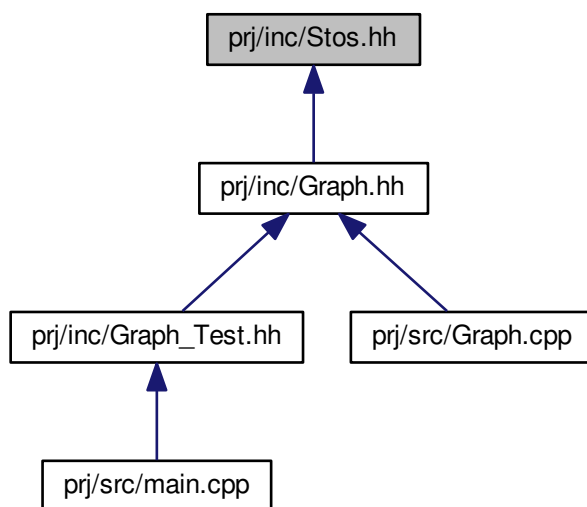 prj/inc/Stos.hh
prj/inc/Graph.hh
prj/inc/Graph_Test.hh
prj/src/Graph.cpp
prj/src/main.cpp